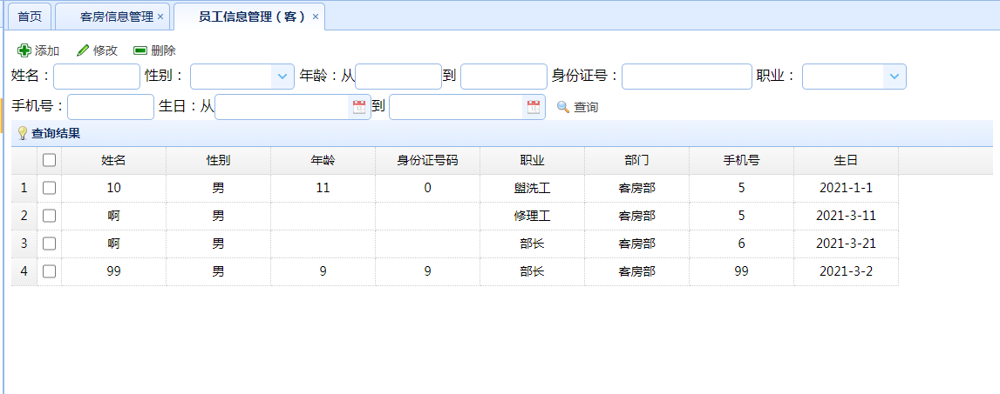 首页 客房信息管理 × 员工信息管理（客） ×
添加 修改 删除
姓名： 性别： 年龄：从 到 身份证号： 职业：
手机号： 生日：从 到 查询
查询结果
姓名 性别 年龄 身份证号码 职业 部门 手机号 生日
1 10 男 11 0 盥洗工 客房部 5 2021-1-1
2 啊 男 修理工 客房部 5 2021-3-11
3 啊 男 部长 客房部 6 2021-3-21
4 99 男 9 9 部长 客房部 99 2021-3-2